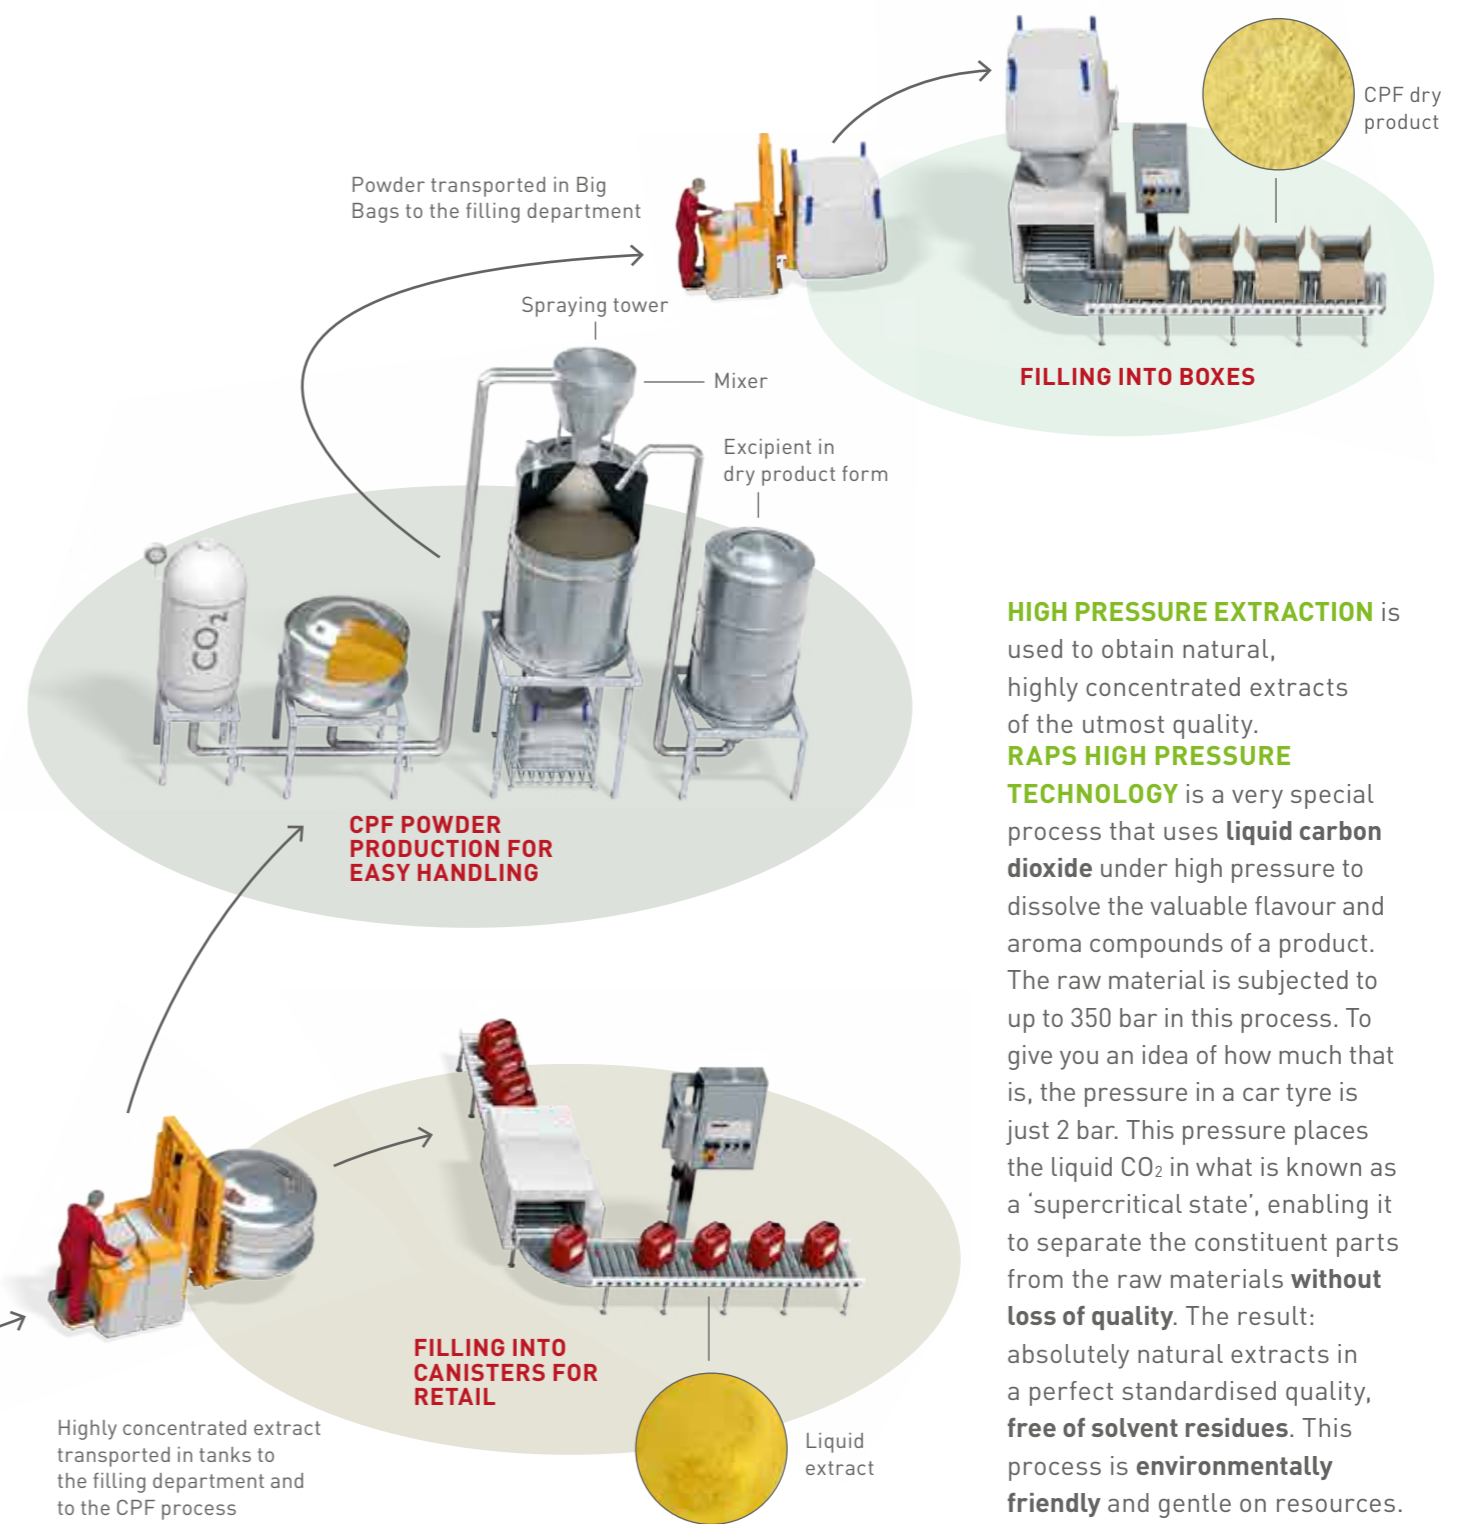 CPF dry
product
Powder transported in Big
Bags to the filling department
Spraying tower
FILLING INTO BOXES
Mixer
Excipient in
dry product form
CO2
CPF POWDER
PRODUCTION FOR
EASY HANDLING
FILLING INTO
CANISTERS FOR
RETAIL
Highly concentrated extract
transported in tanks to
the filling department and
to the CPF process
Liquid
extract
HIGH PRESSURE EXTRACTION is
used to obtain natural,
highly concentrated extracts
of the utmost quality.
RAPS HIGH PRESSURE
TECHNOLOGY is a very special
process that uses liquid carbon
dioxide under high pressure to
dissolve the valuable flavour and
aroma compounds of a product.
The raw material is subjected to
up to 350 bar in this process. To
give you an idea of how much that
is, the pressure in a car tyre is
just 2 bar. This pressure places
the liquid CO2 in what is known as
a ‘supercritical state’, enabling it
to separate the constituent parts
from the raw materials without
loss of quality. The result:
absolutely natural extracts in
a perfect standardised quality,
free of solvent residues. This
process is environmentally
friendly and gentle on resources.